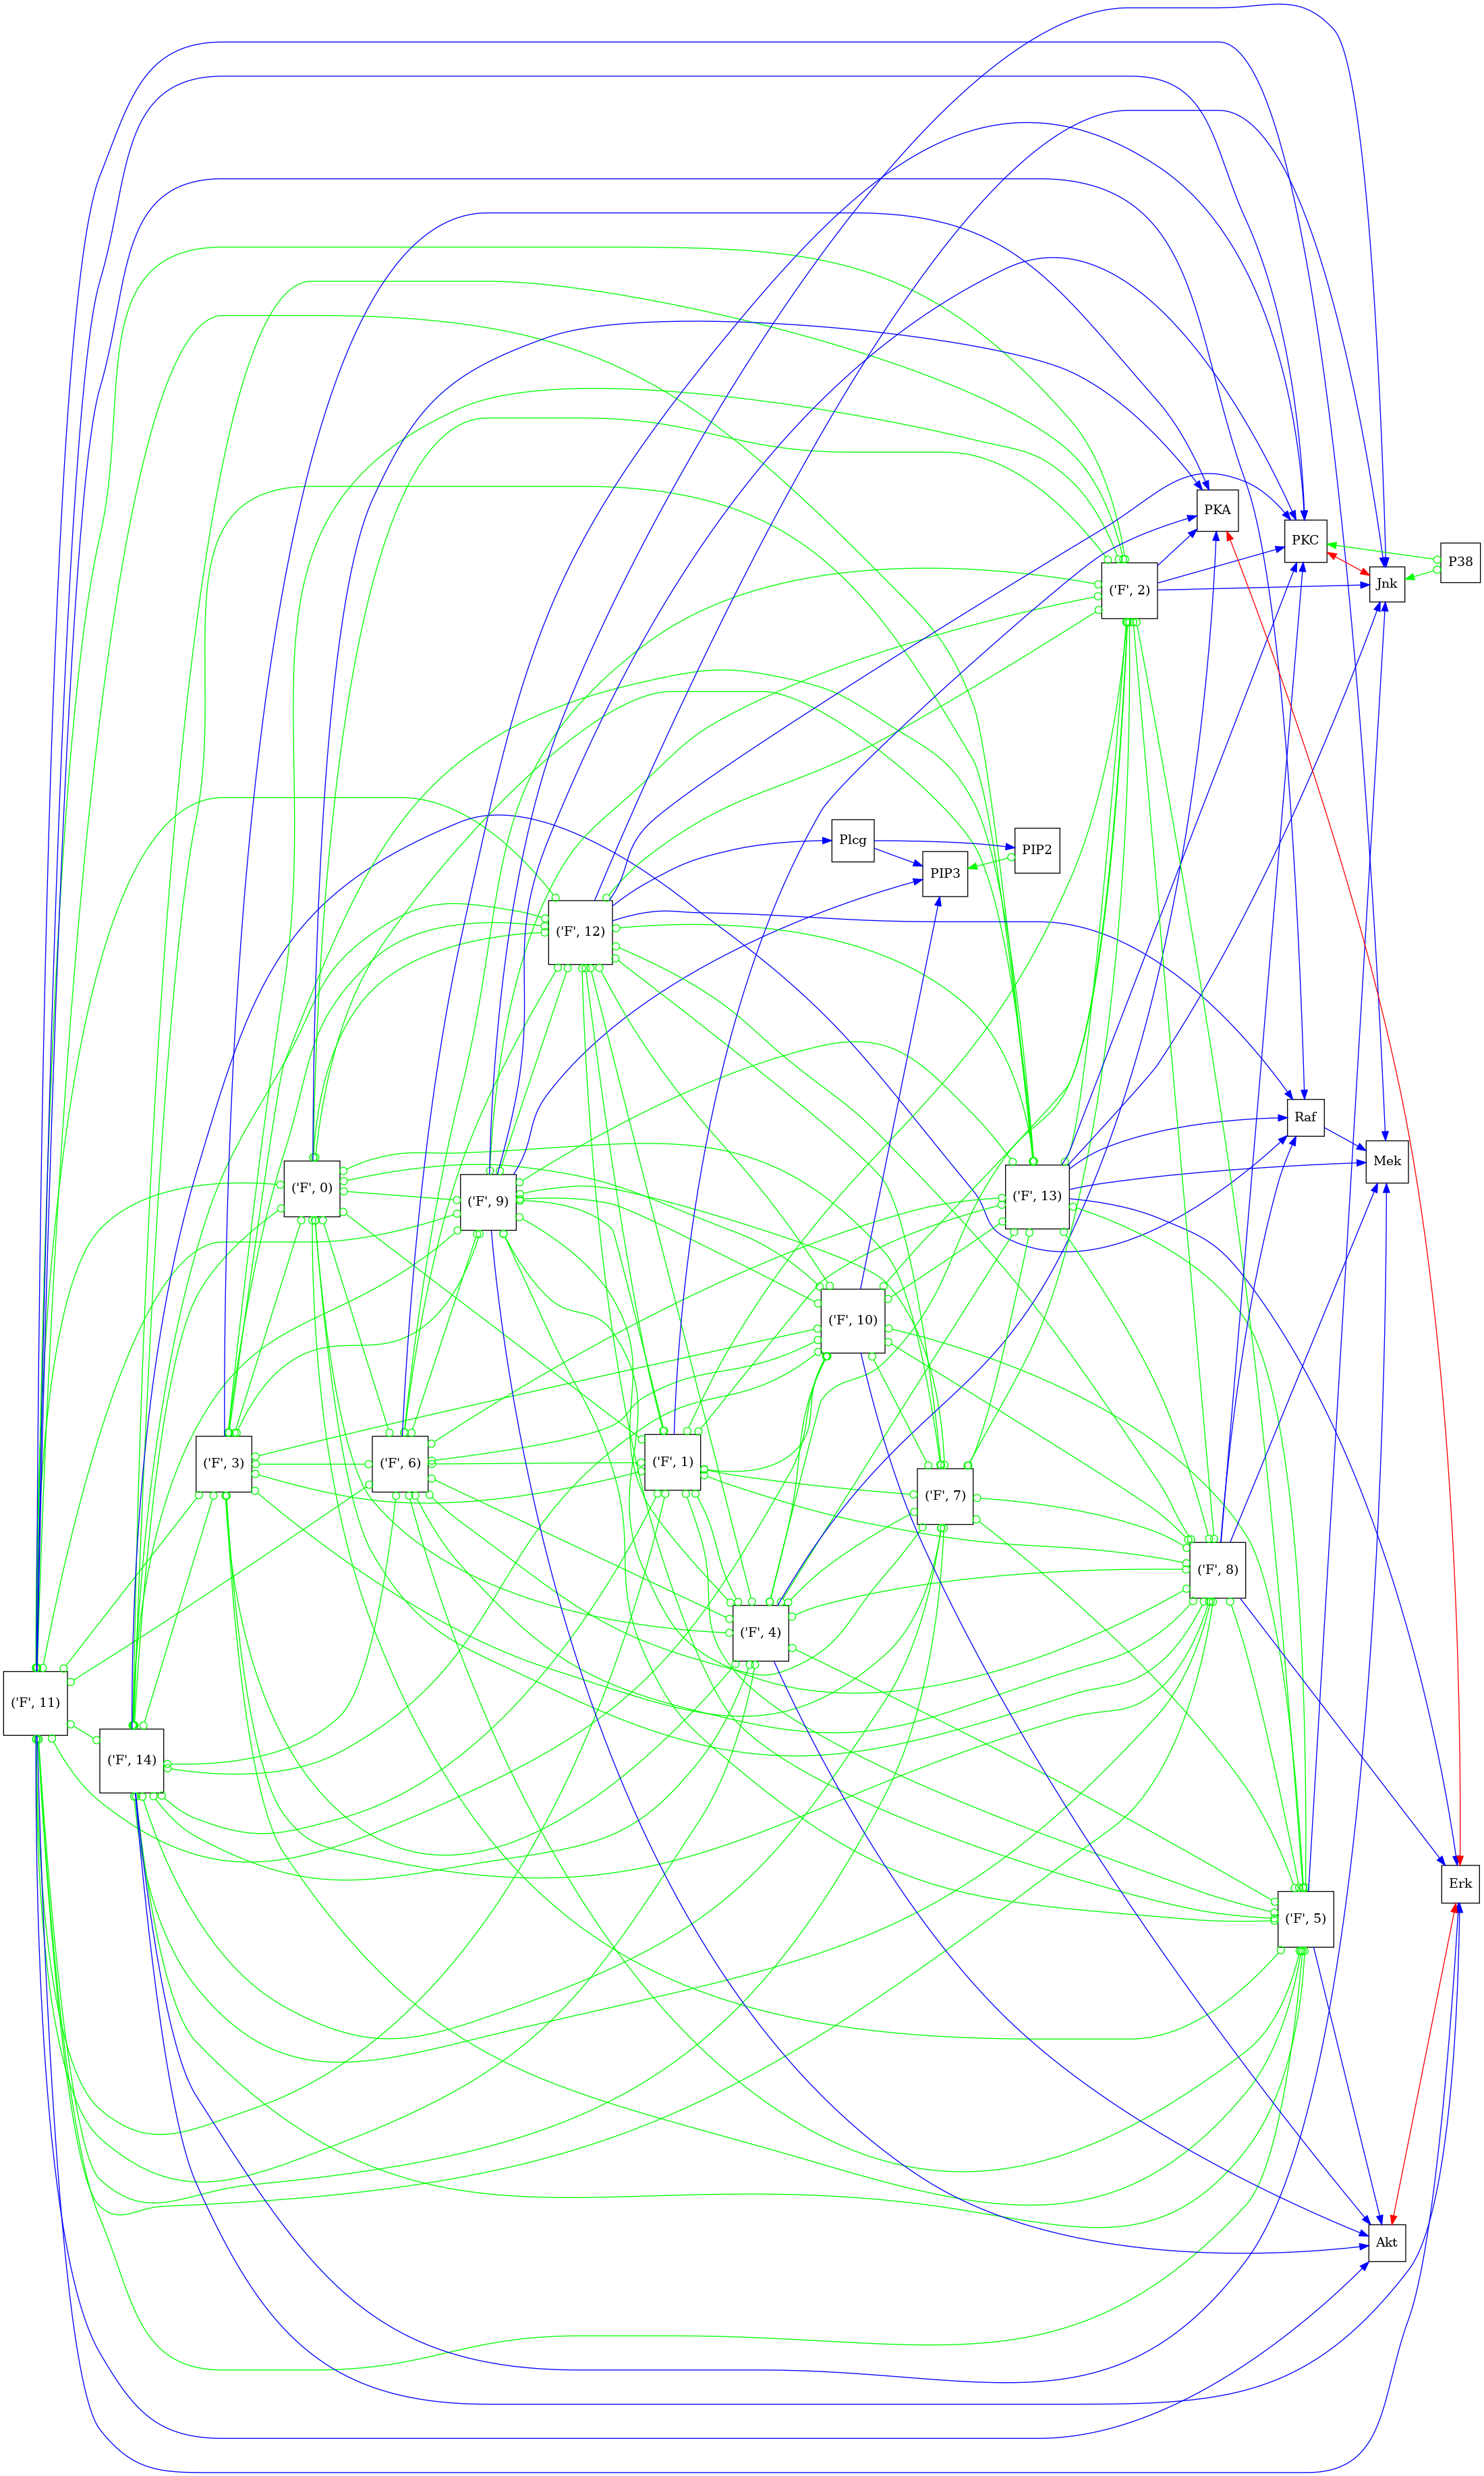 PKA
PKC
P38
Jnk
('F', 2)
Plcg
PIP2
PIP3
('F', 12)
Raf
Mek
('F', 0)
('F', 9)
('F', 13)
('F', 10)
('F', 3)
('F', 6)
('F', 1)
('F', 7)
('F', 8)
('F', 4)
('F', 11)
('F', 14)
Erk
('F', 5)
Akt